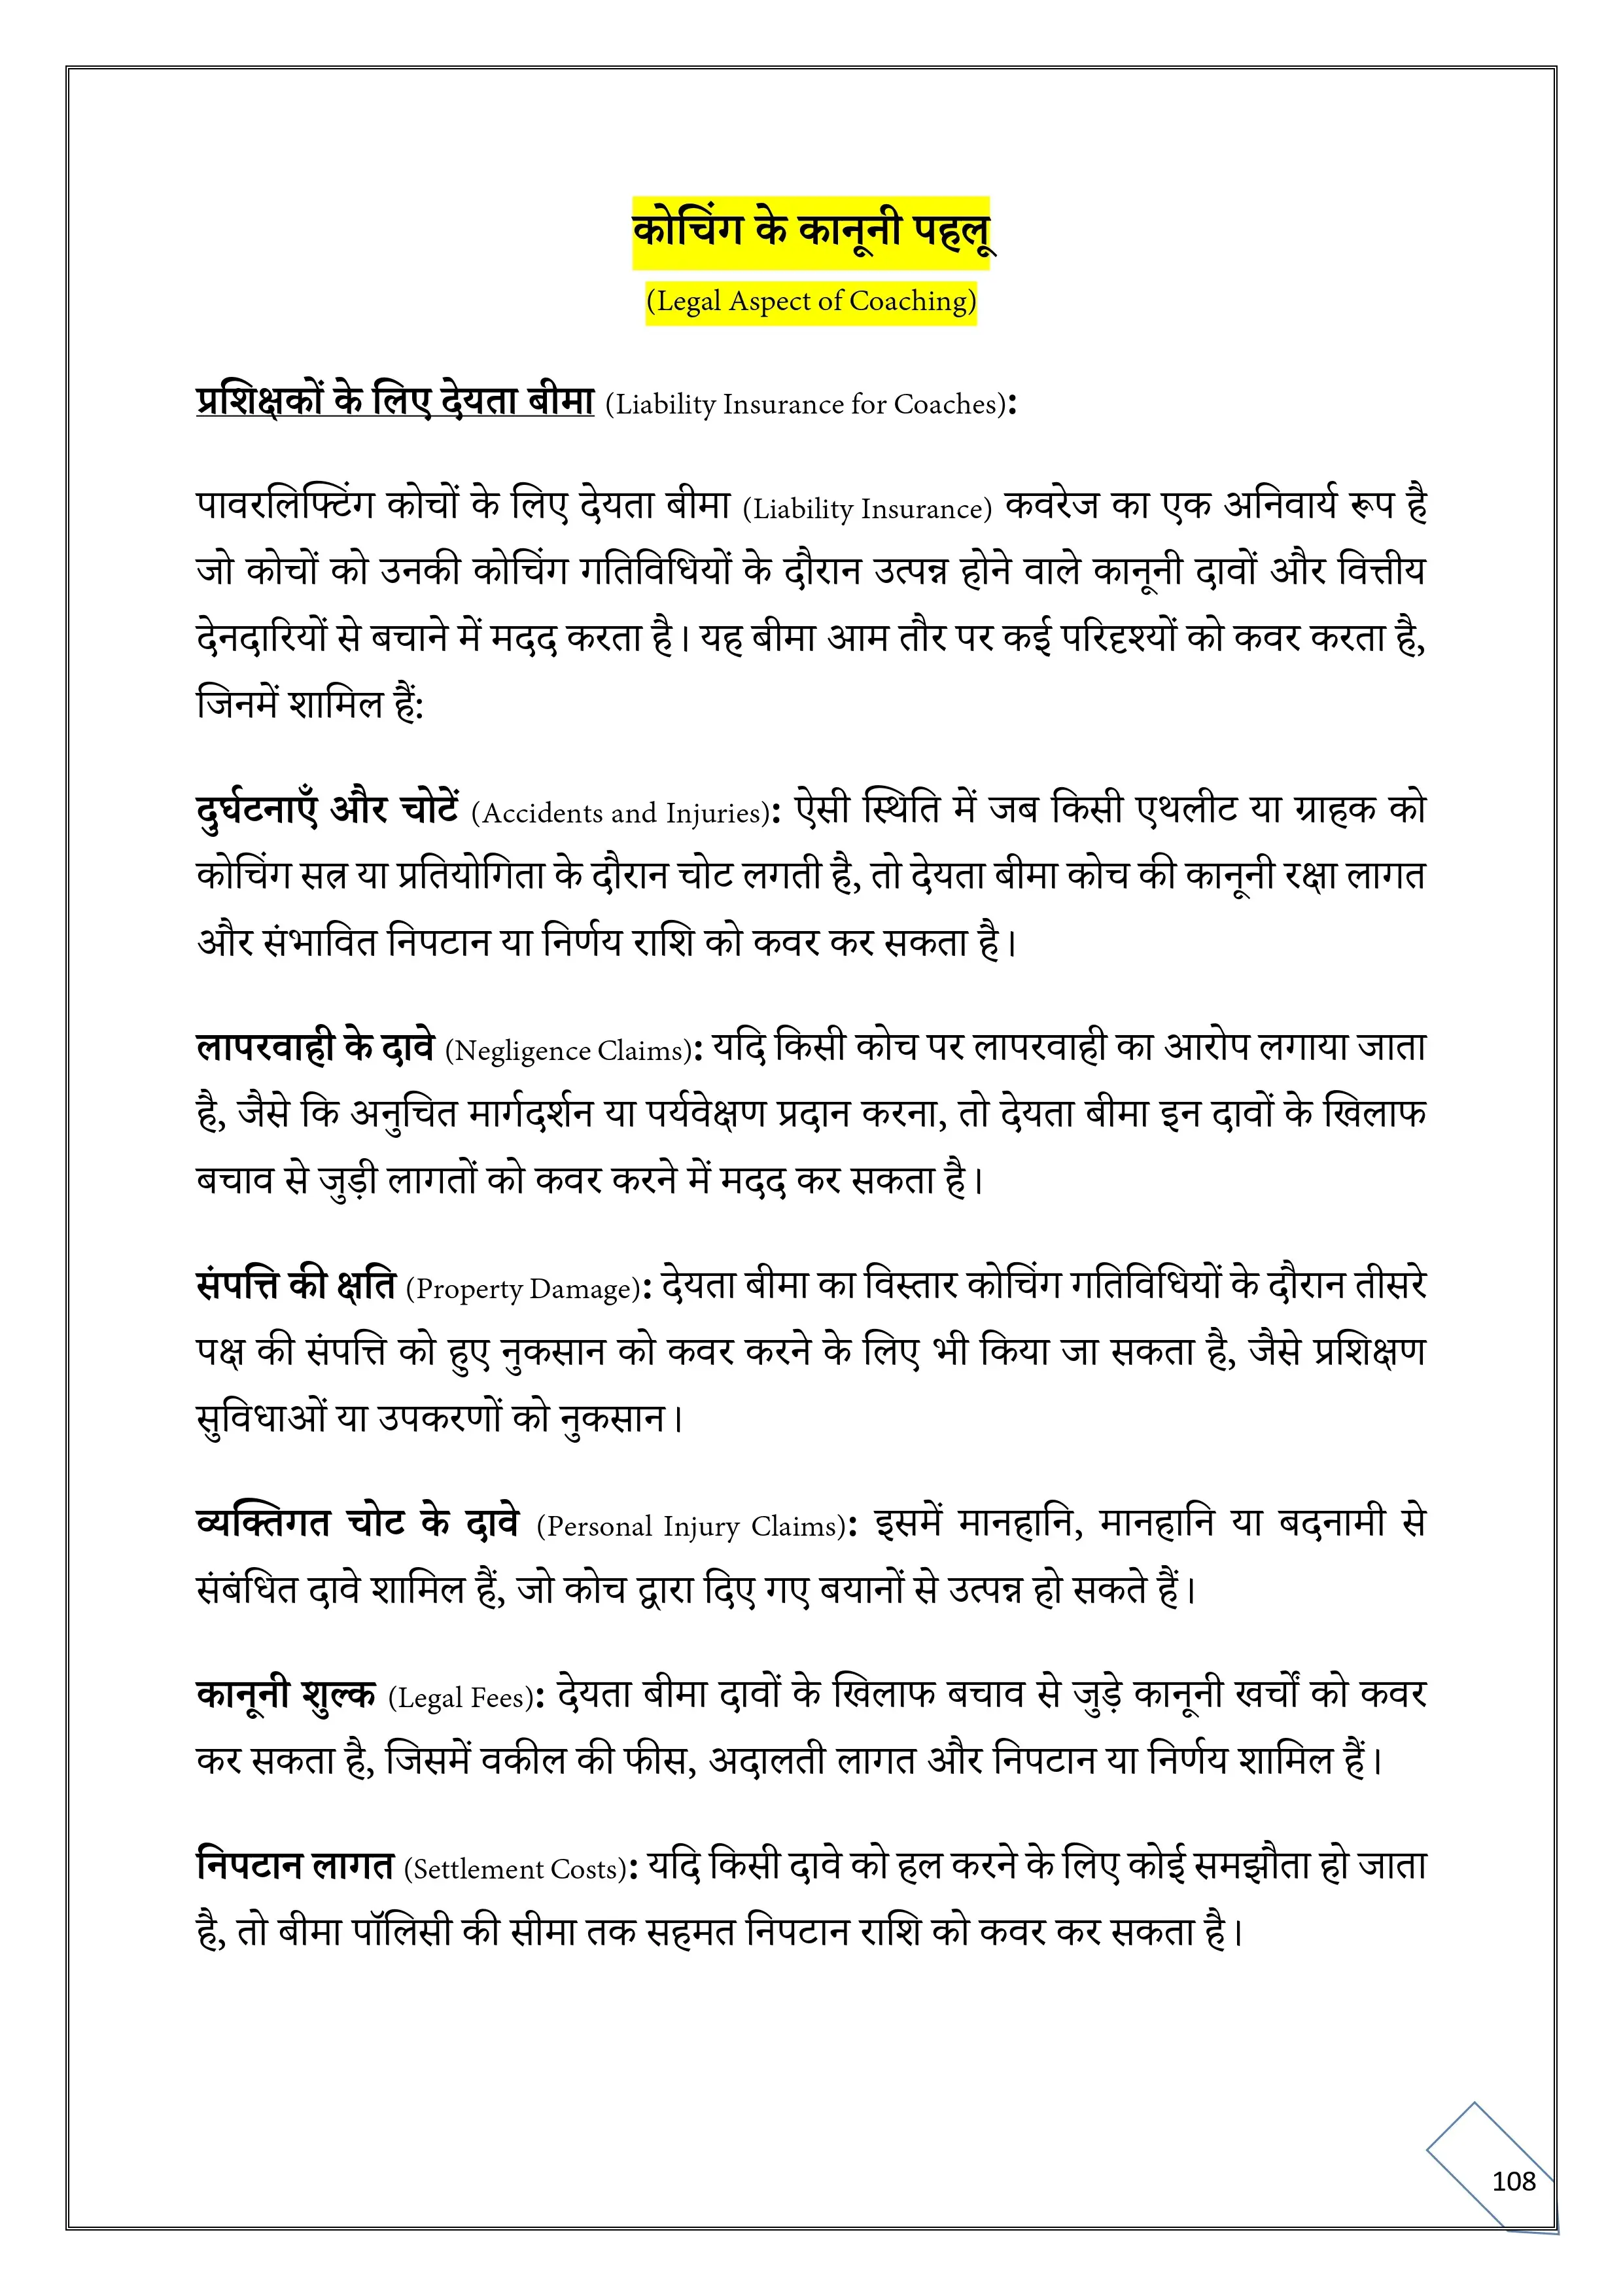 कोचिंग के कानूनी पहलू
(Legal Aspect of Coaching)
प्रशिक्षकों के लिए देयता बीमा (Liability Insurance for Coaches):
पावरलिफ्टिंग कोचों के लिए देयता बीमा (Liability Insurance) कवरेज का एक अनिवार्य रूप है
जो कोचों को उनकी कोचिंग गतिविधियों के दौरान उत्पन्न होने वाले कानूनी दावों और वित्तीय
देनदारियों से बचाने में मदद करता है। यह बीमा आम तौर पर कई परिदृश्यों को कवर करता है,
जिनमें शामिल हैं:
दुर्घटनाएँ और चोटें (Accidents and Injuries): ऐसी स्थिति में जब किसी एथलीट या ग्राहक को
कोचिंग सत्र या प्रतियोगिता के दौरान चोट लगती है, तो देयता बीमा कोच की कानूनी रक्षा लागत
और संभावित निपटान या निर्णय राशि को कवर कर सकता है।
लापरवाही के दावे (Negligence Claims): यदि किसी कोच पर लापरवाही का आरोप लगाया जाता
है, जैसे कि अनुचित मार्गदर्शन या पर्यवेक्षण प्रदान करना, तो देयता बीमा इन दावों के खिलाफ
बचाव से जुड़ी लागतों को कवर करने में मदद कर सकता है।
संपत्ति की क्षति (Property Damage): देयता बीमा का विस्तार कोचिंग गतिविधियों के दौरान तीसरे
पक्ष की संपत्ति को हुए नुकसान को कवर करने के लिए भी किया जा सकता है, जैसे प्रशिक्षण
सुविधाओं या उपकरणों को नुकसान।
व्यक्तिगत चोट के दावे (Personal Injury Claims): इसमें मानहानि, मानहानि या बदनामी से
संबंधित दावे शामिल हैं, जो कोच द्वारा दिए गए बयानों से उत्पन्न हो सकते हैं।
कानूनी शुल्क (Legal Fees): देयता बीमा दावों के खिलाफ बचाव से जुड़े कानूनी खर्चों को कवर
कर सकता है, जिसमें वकील की फीस, अदालती लागत और निपटान या निर्णय शामिल हैं।
निपटान लागत (Settlement Costs): यदि किसी दावे को हल करने के लिए कोई समझौता हो जाता
है, तो बीमा पॉलिसी की सीमा तक सहमत निपटान राशि को कवर कर सकता है।
108